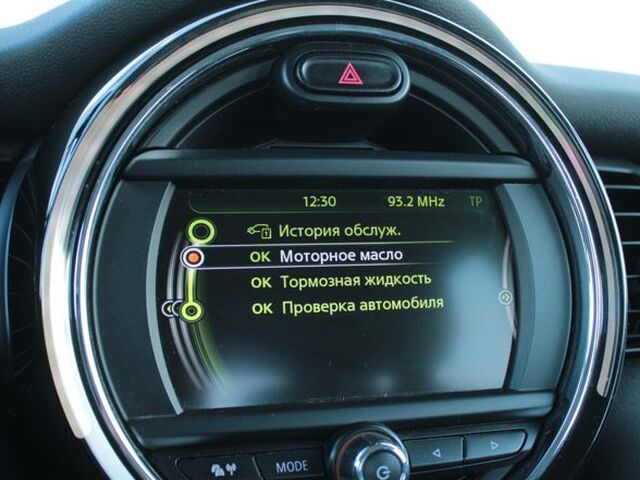 12:30 93.2 MHz TP
История обслуж.
OK Моторное масло
OK Тормозная жидкость
OK Проверка автомобиля
MODE